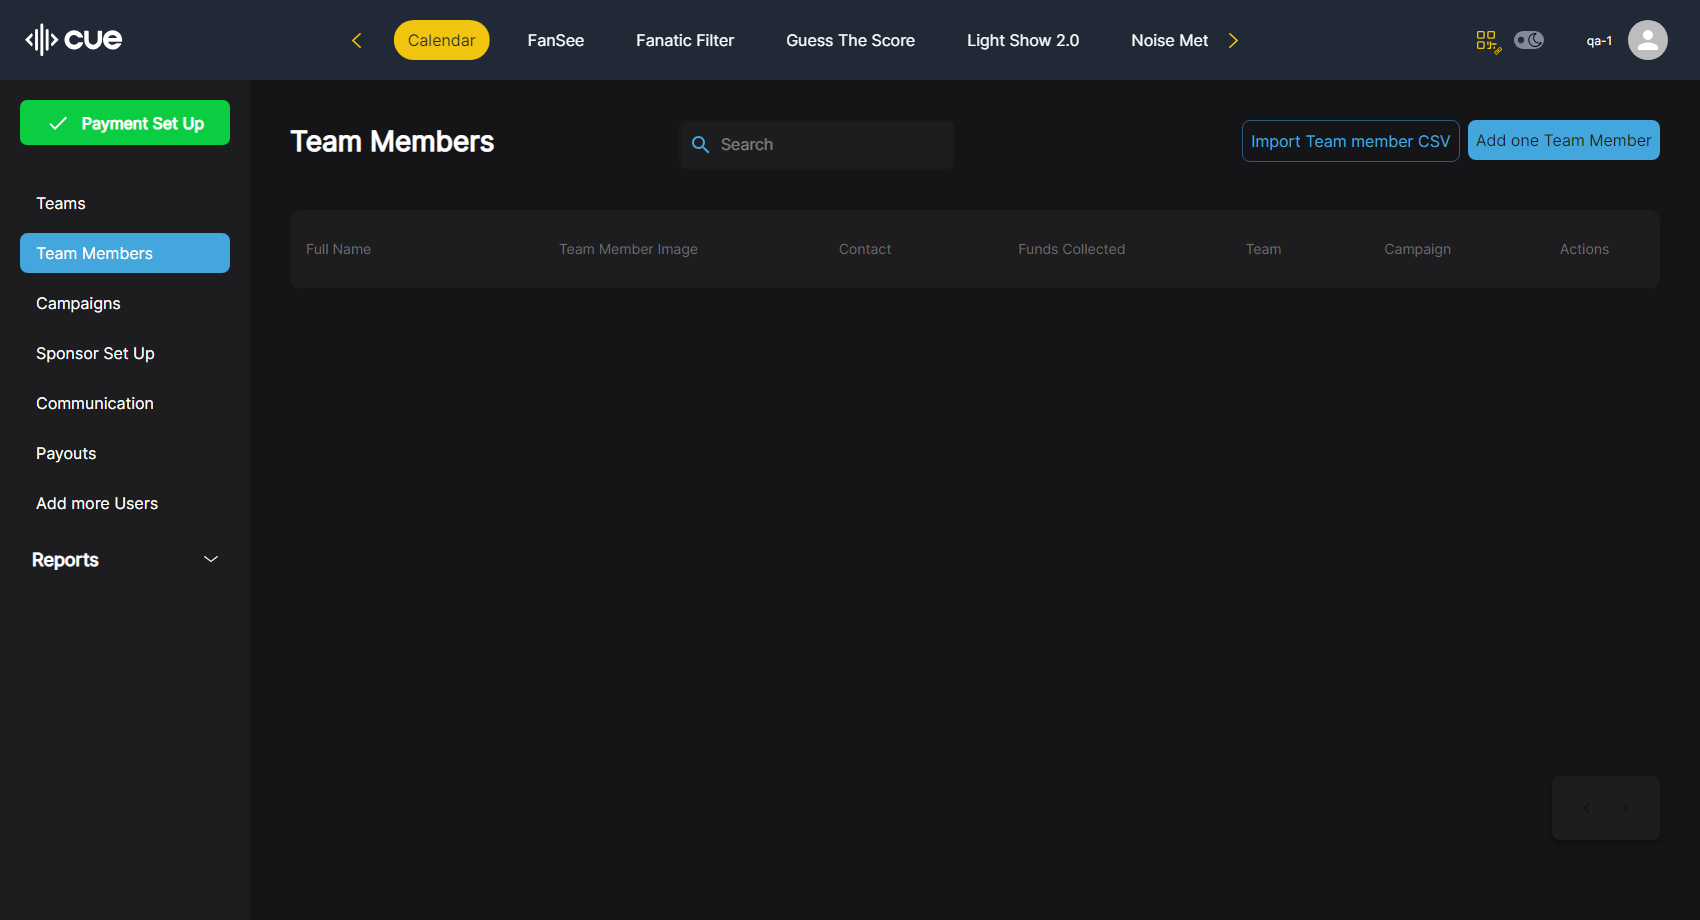 cue
Calendar FanSee Fanatic Filter Guess The Score Light Show 2.0 Noise Met
qa-1
Payment Set Up
Teams
Team Members
Campaigns
Sponsor Set Up
Communication
Payouts
Add more Users
Reports
Team Members
Search
Import Team member CSV
Add one Team Member
Full Name Team Member Image Contact Funds Collected Team Campaign Actions